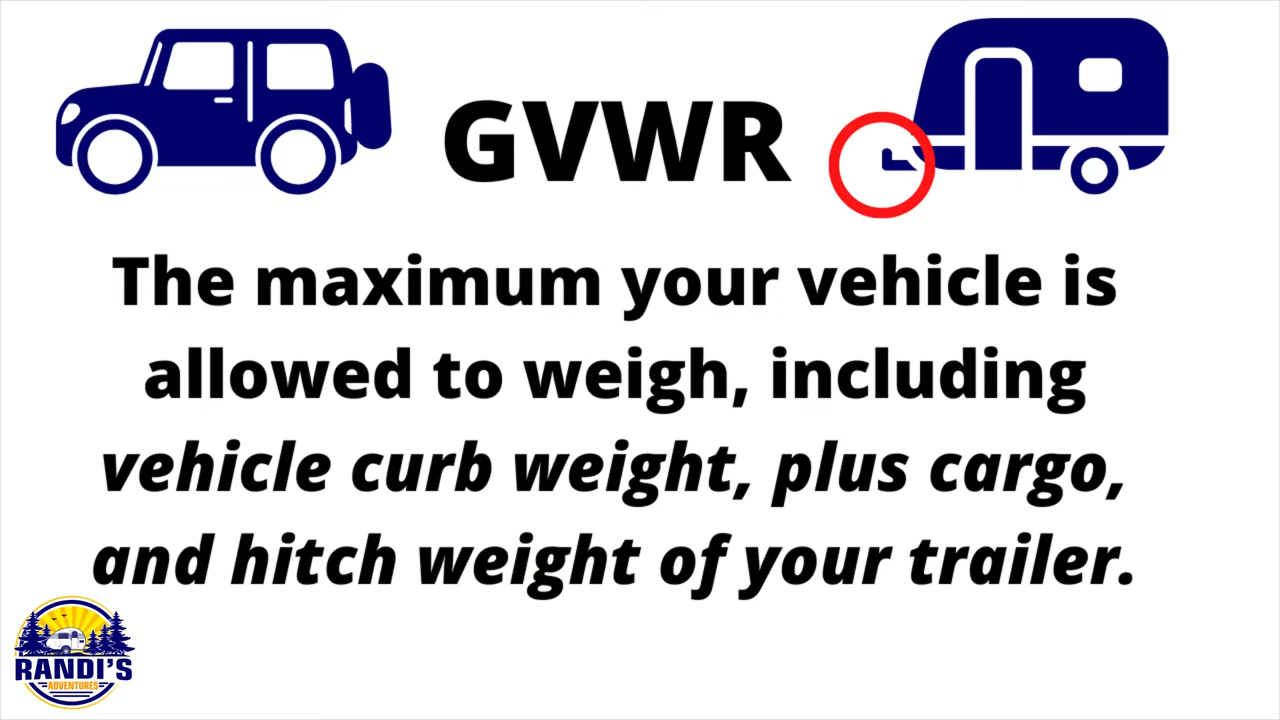 GVWR
The maximum your vehicle is
allowed to weigh, including
vehicle curb weight, plus cargo,
and hitch weight of your trailer.
RANDI'S
ADVENTURES